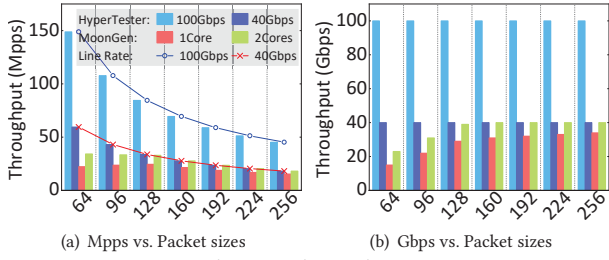 HyperTester: 100Gbps 40Gbps
MoonGen: 1Core 2Cores
Line Rate: 100Gbps 40Gbps
Throughput (Mpps)
150
100
50
0
64 96 128 160 192 224 256
(a) Mpps vs. Packet sizes
Throughput (Gbps)
100
80
60
40
20
0
64 96 128 160 192 224 256
(b) Gbps vs. Packet sizes